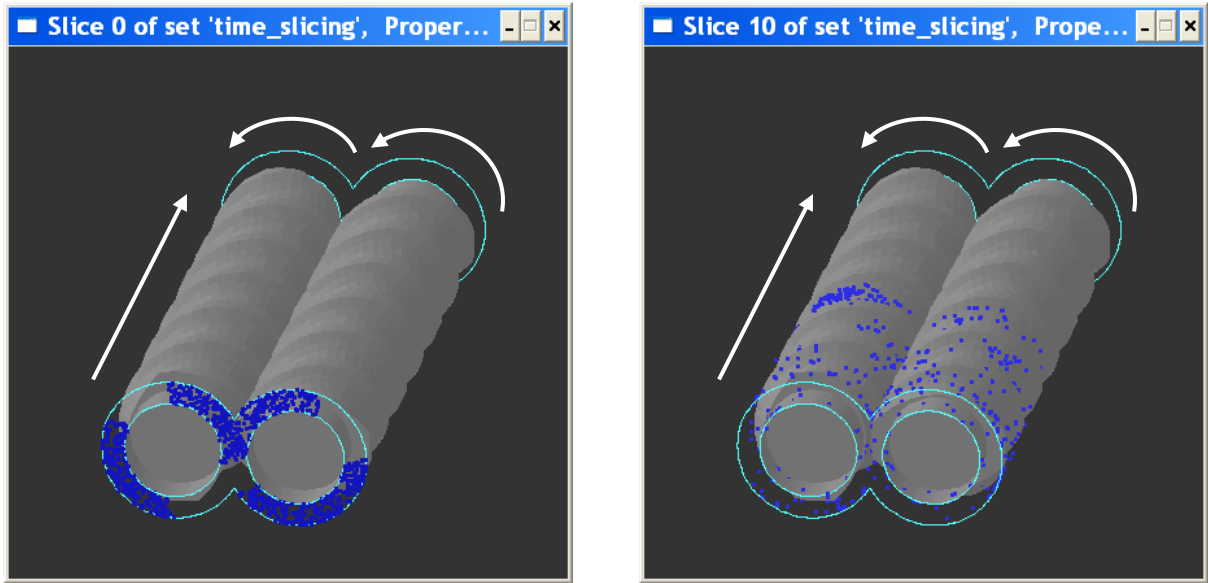 Slice 0 of set 'time_slicing', Proper...
Slice 10 of set 'time_slicing', Prope...